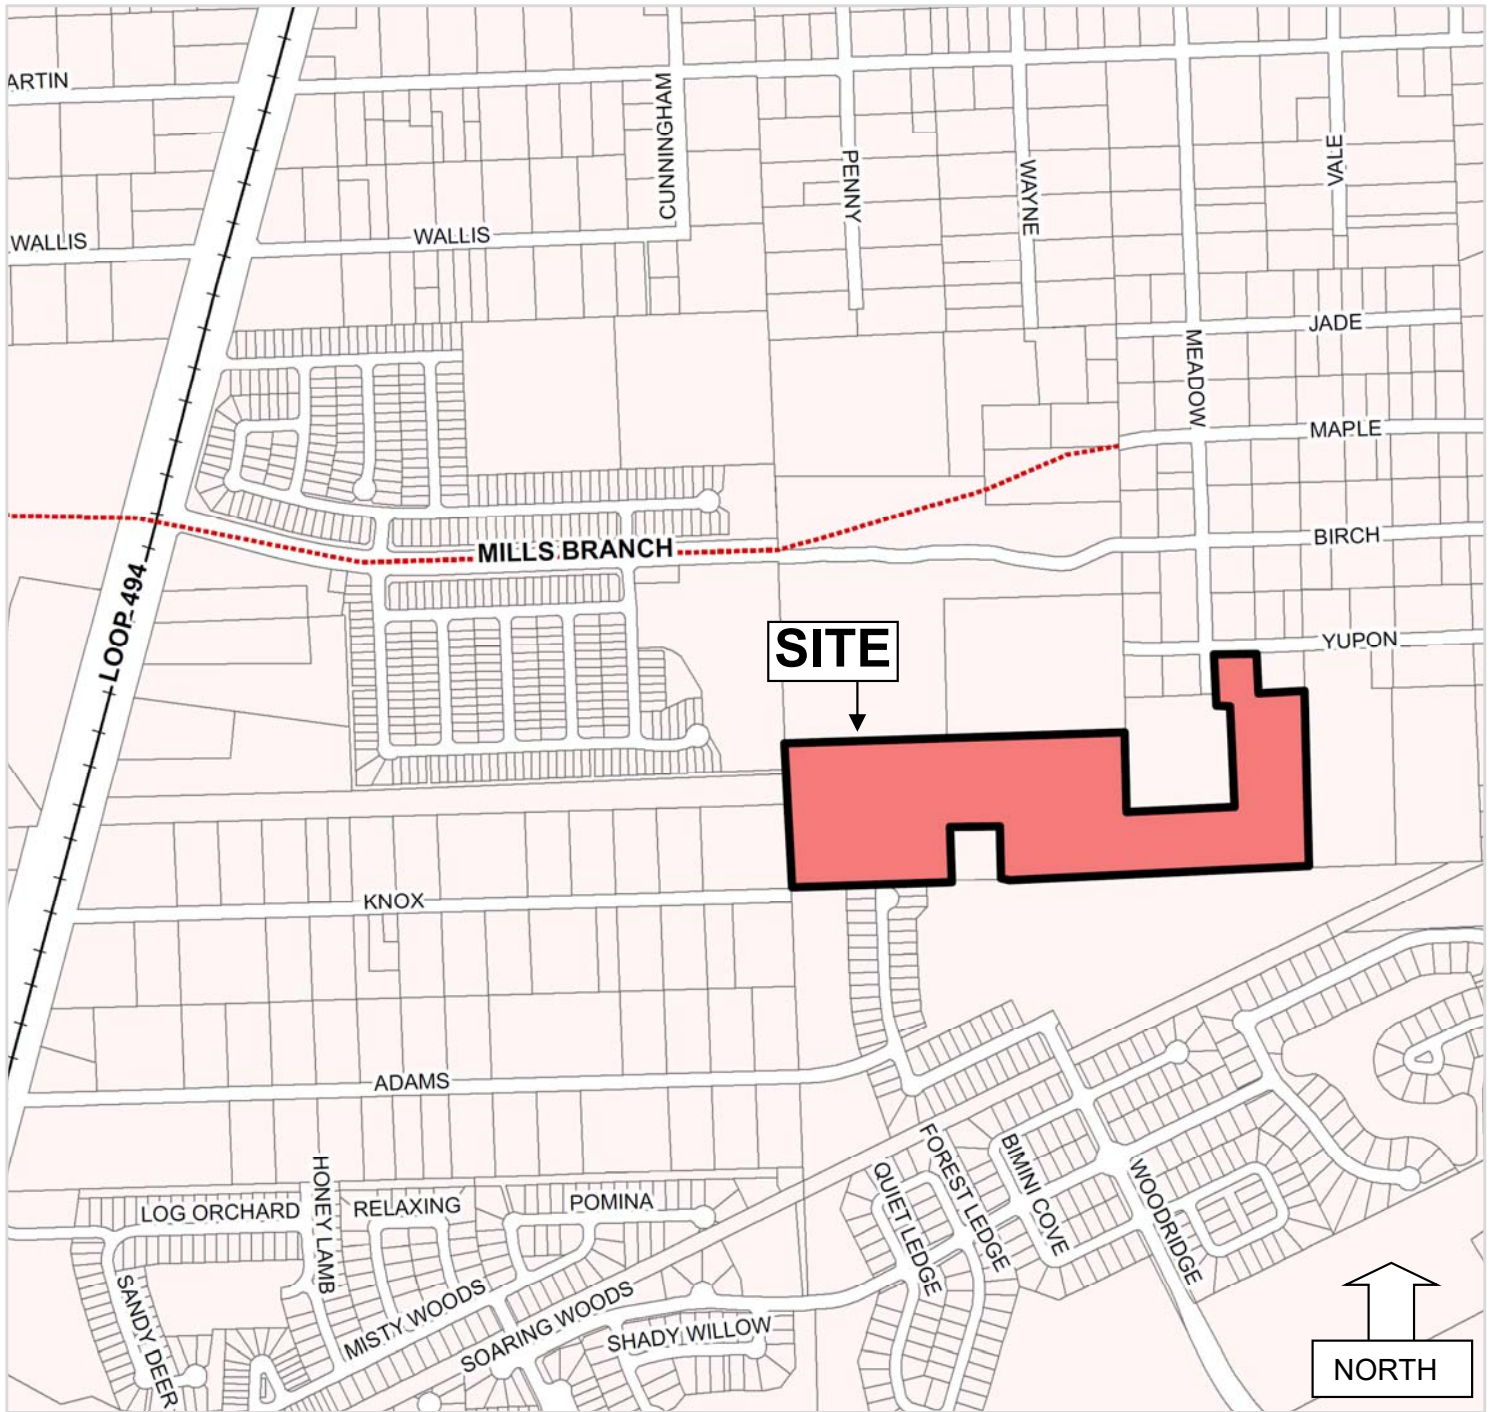 ARTIN
CUNNINGHAM
PENNY
WAYNE
VALE
WALLIS
WALLIS
JADE
MEADOW
MAPLE
BIRCH
MILLS BRANCH
LOOP 494
YUPON
SITE
KNOX
ADAMS
HONEY LAMB
LOG ORCHARD
RELAXING
POMINA
QUIET LEDGE
FOREST LEDGE
BIMINI COVE
WOODRIDGE
SANDY DEER
MISTY WOODS
SOARING WOODS
SHADY WILLOW
NORTH